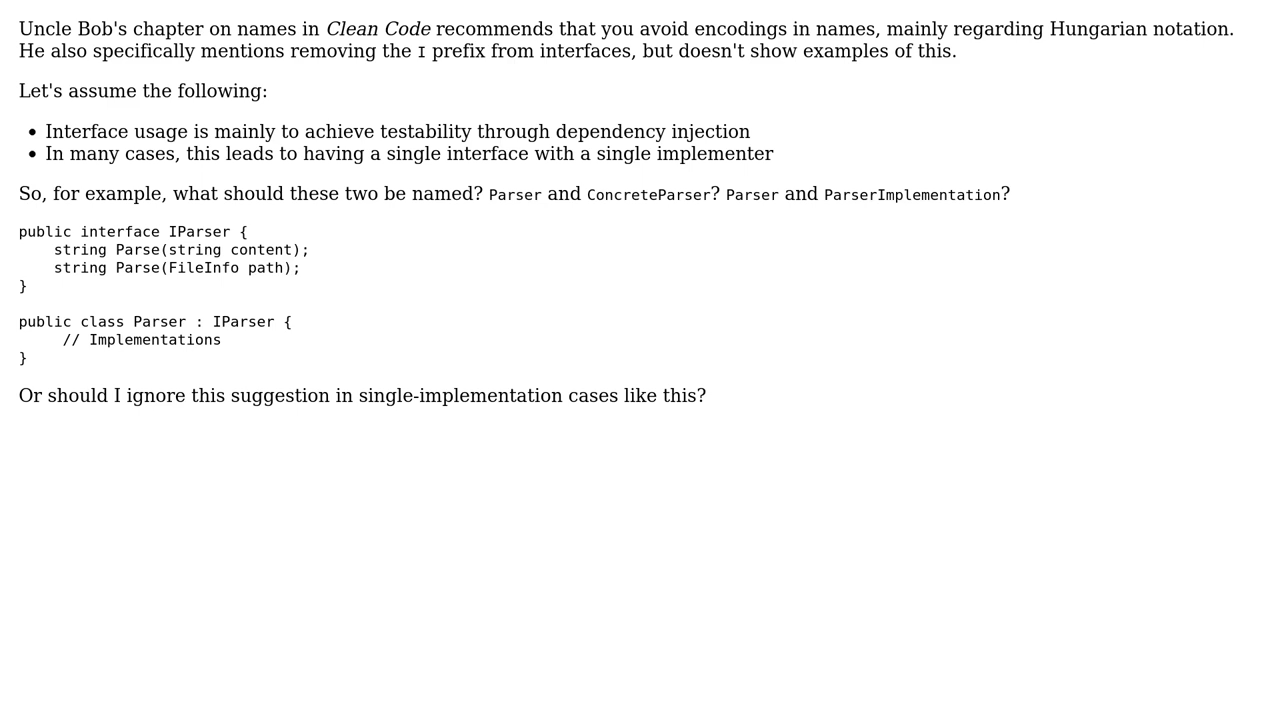 Uncle Bob's chapter on names in Clean Code recommends that you avoid encodings in names, mainly regarding Hungarian notation.
He also specifically mentions removing the I prefix from interfaces, but doesn't show examples of this.
Let's assume the following:
• Interface usage is mainly to achieve testability through dependency injection
• In many cases, this leads to having a single interface with a single implementer
So, for example, what should these two be named? Parser and ConcreteParser? Parser and ParserImplementation?
public interface IParser {
    string Parse(string content);
    string Parse(FileInfo path);
}
public class Parser : IParser {
     // Implementations
}
Or should I ignore this suggestion in single-implementation cases like this?